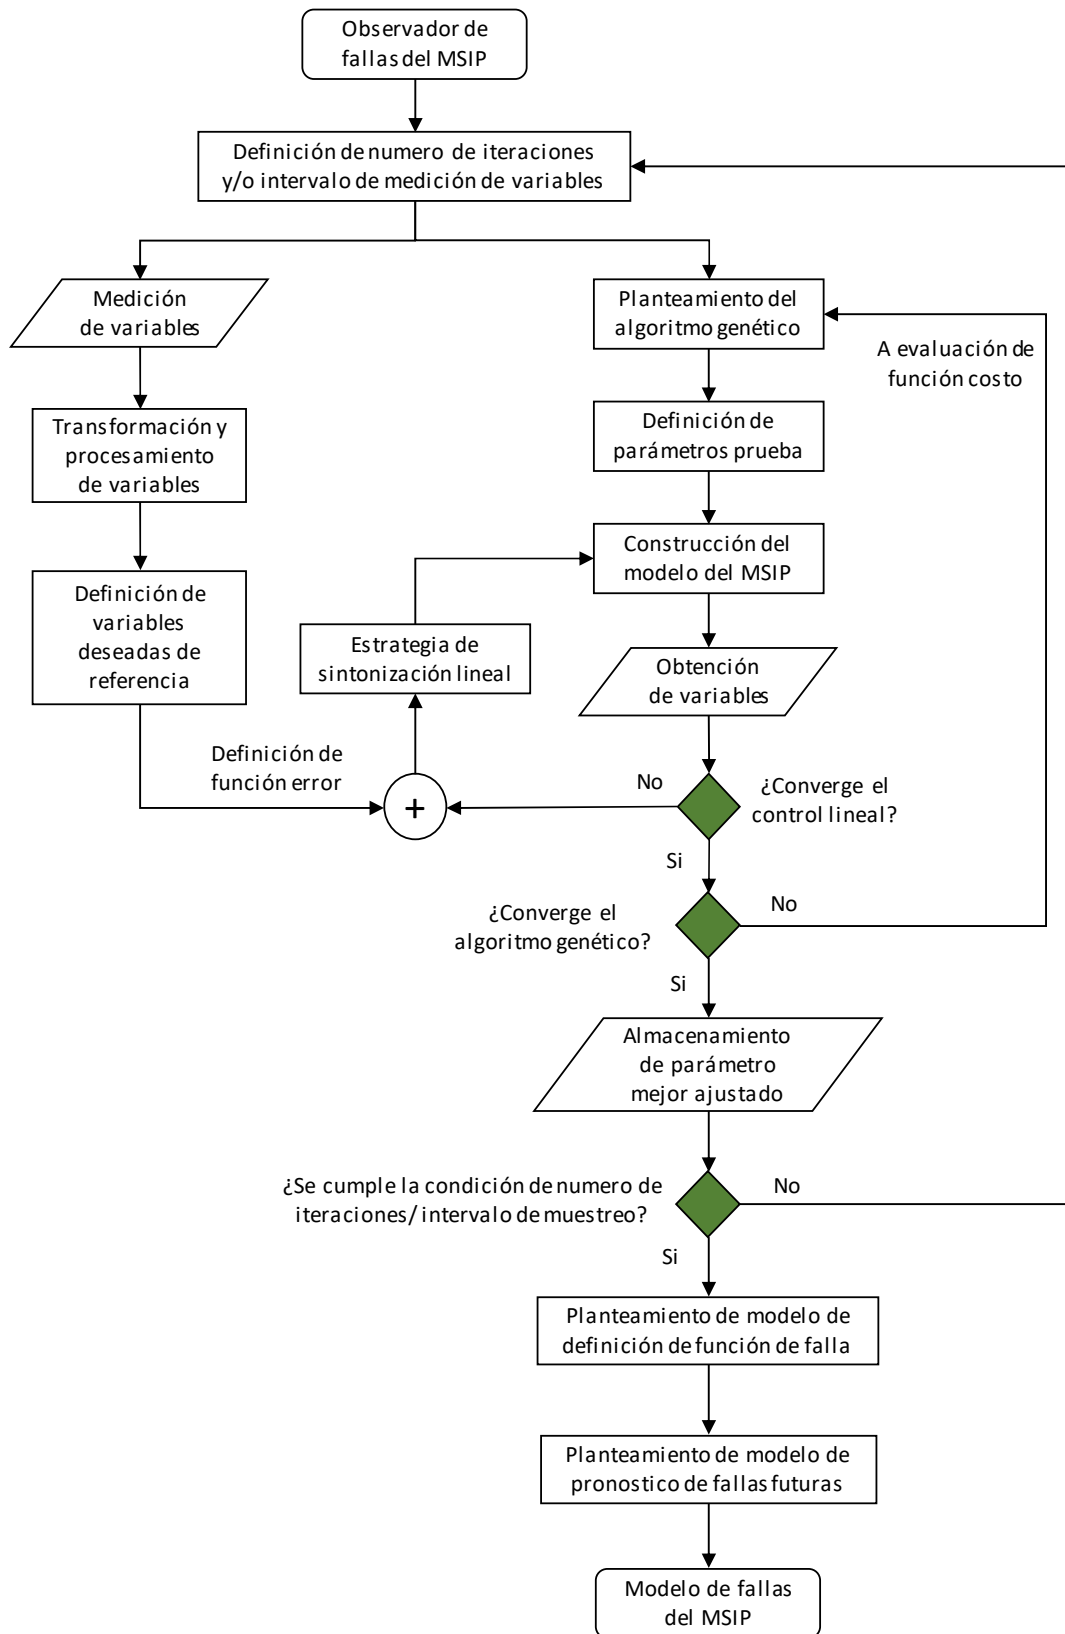 Observador de
fallas del MSIP
Definición de numero de iteraciones
y/o intervalo de medición de variables
Medición
de variables
Planteamiento del
algoritmo genético
A evaluación de
función costo
Transformación y
procesamiento
de variables
Definición de
parámetros prueba
Construcción del
modelo del MSIP
Definición de
variables
deseadas de
referencia
Estrategia de
sintonización lineal
Obtención
de variables
Definición de
función error
+
No
¿Converge el
control lineal?
Si
¿Converge el
algoritmo genético?
No
Si
Almacenamiento
de parámetro
mejor ajustado
¿Se cumple la condición de numero de
iteraciones/ intervalo de muestreo?
No
Si
Planteamiento de modelo de
definición de función de falla
Planteamiento de modelo de
pronostico de fallas futuras
Modelo de fallas
del MSIP